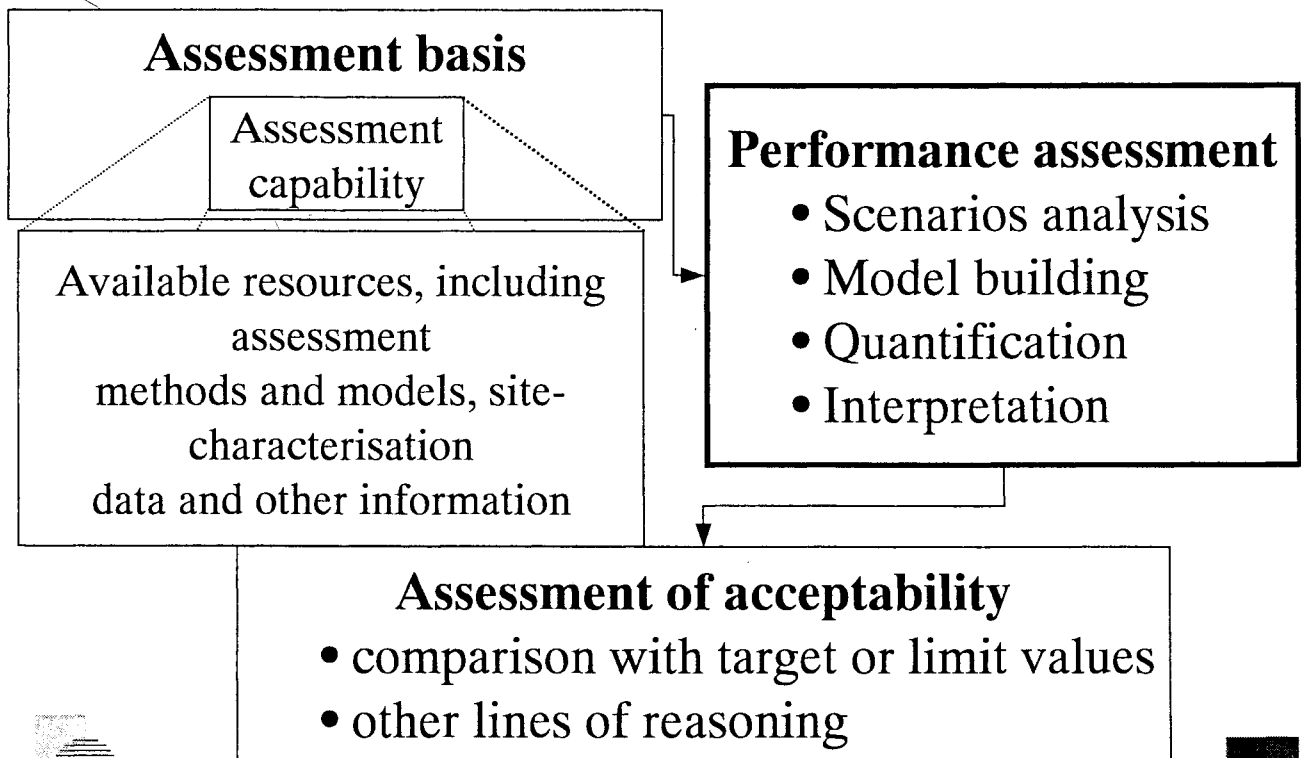 Assessment basis
Assessment
capability
Available resources, including
assessment
methods and models, site-
characterisation
data and other information
Performance assessment
• Scenarios analysis
• Model building
• Quantification
• Interpretation
Assessment of acceptability
• comparison with target or limit values
• other lines of reasoning